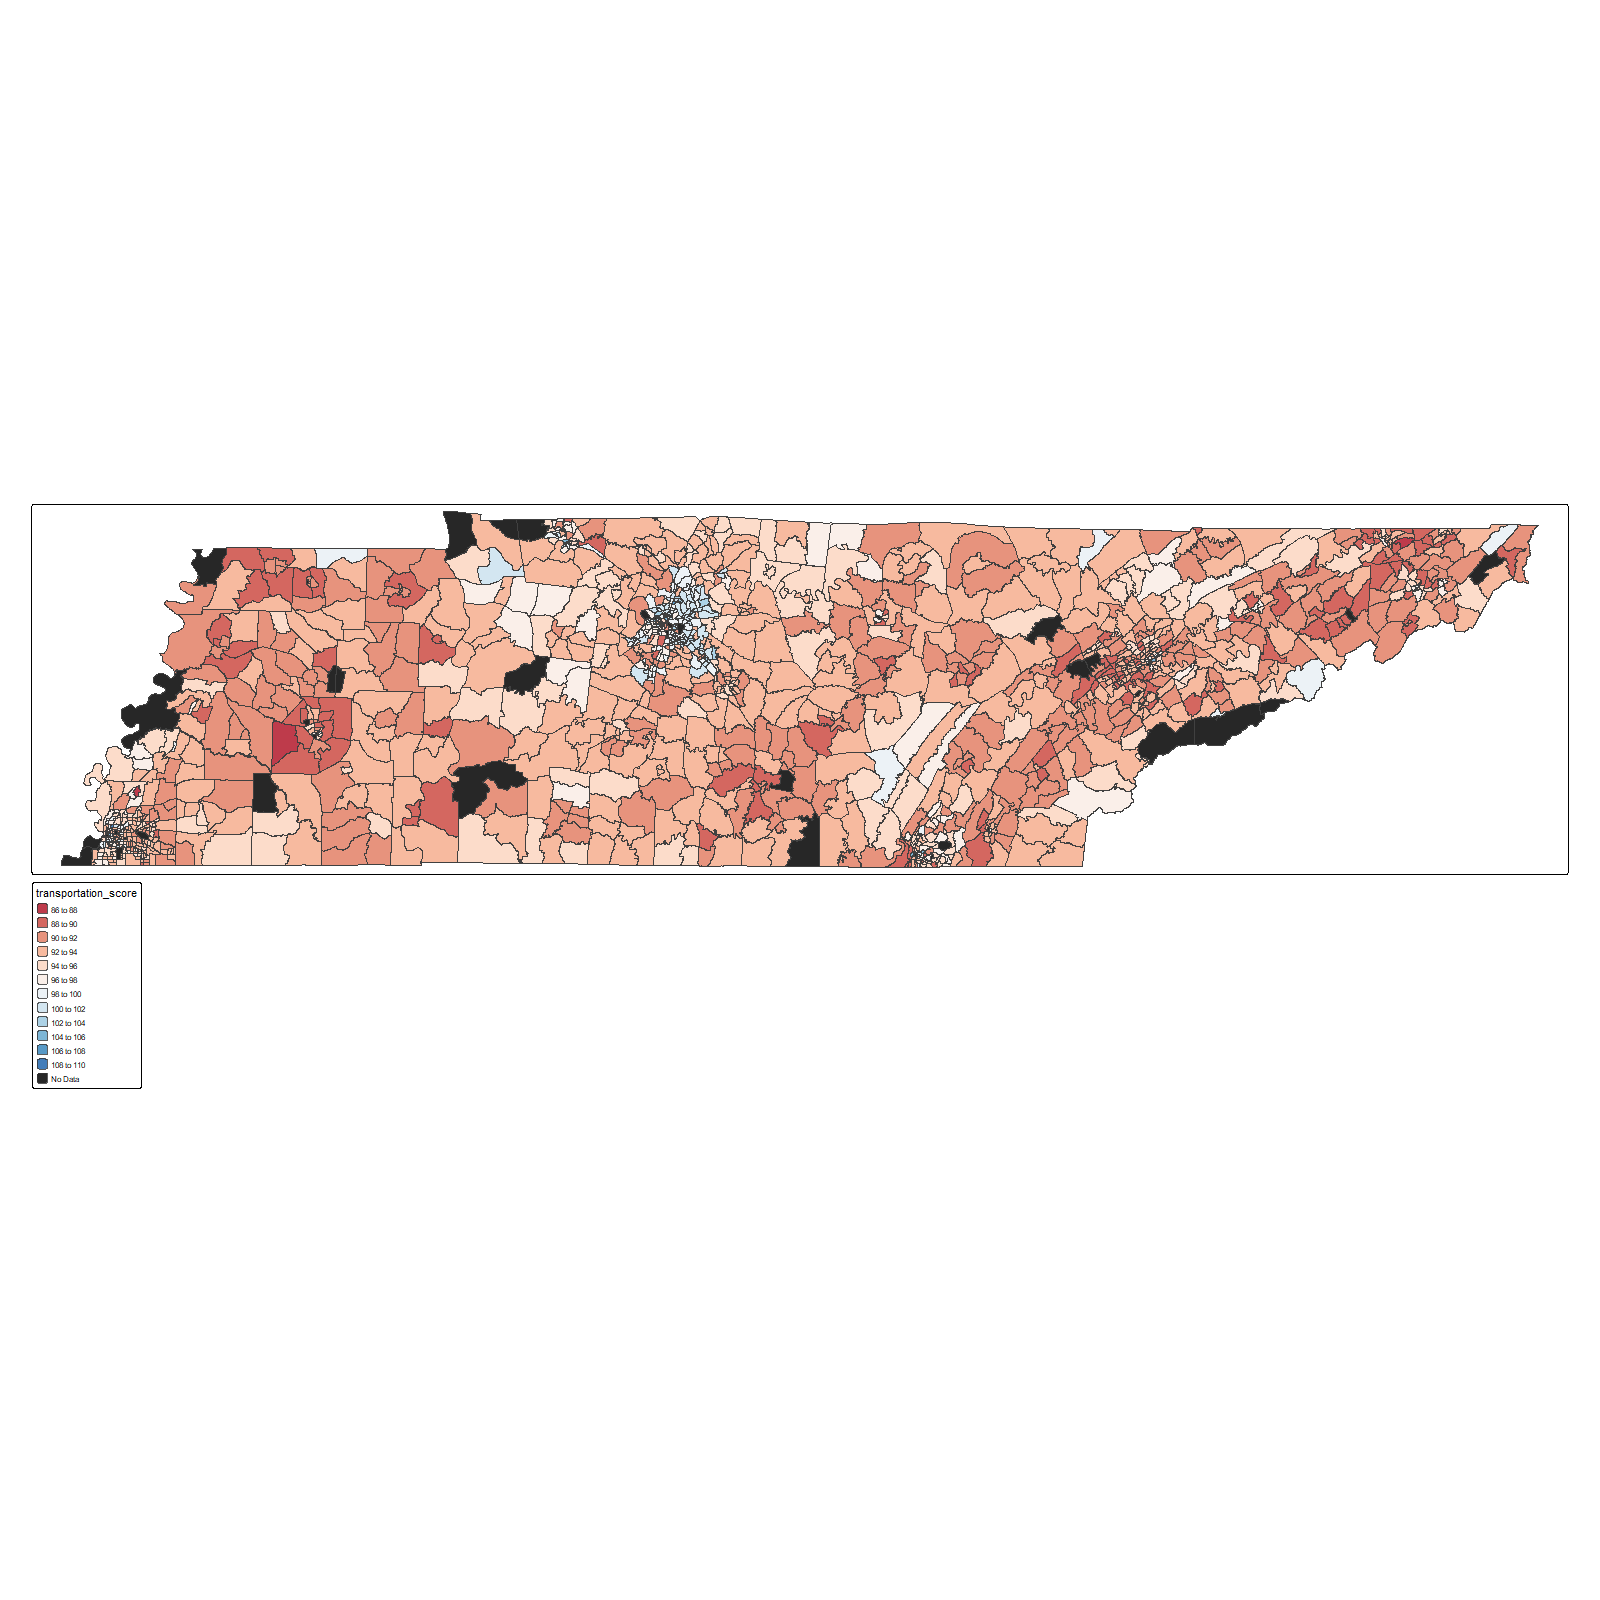 transportation_score
86 to 88
88 to 90
90 to 92
92 to 94
94 to 96
96 to 98
98 to 100
100 to 102
102 to 104
104 to 106
106 to 108
108 to 110
No Data